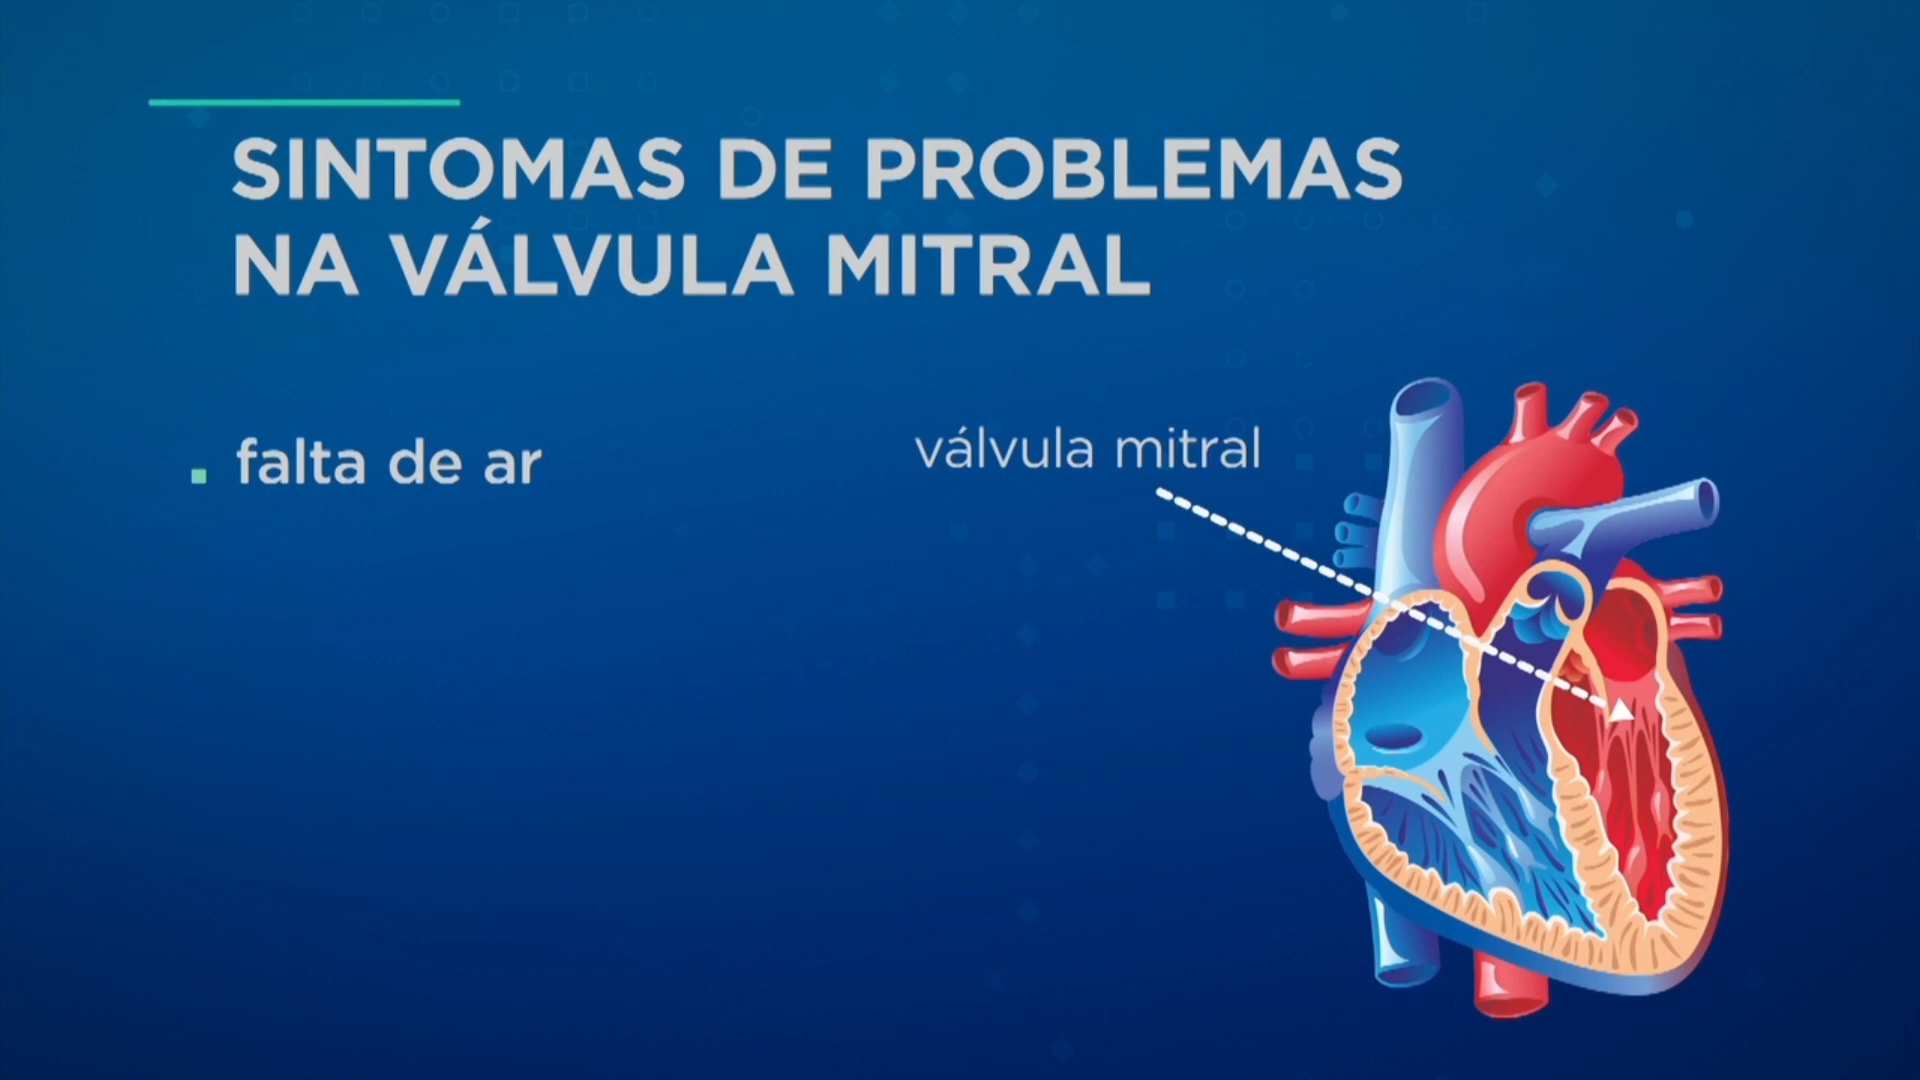 SINTOMAS DE PROBLEMAS
NA VÁLVULA MITRAL
falta de ar
válvula mitral